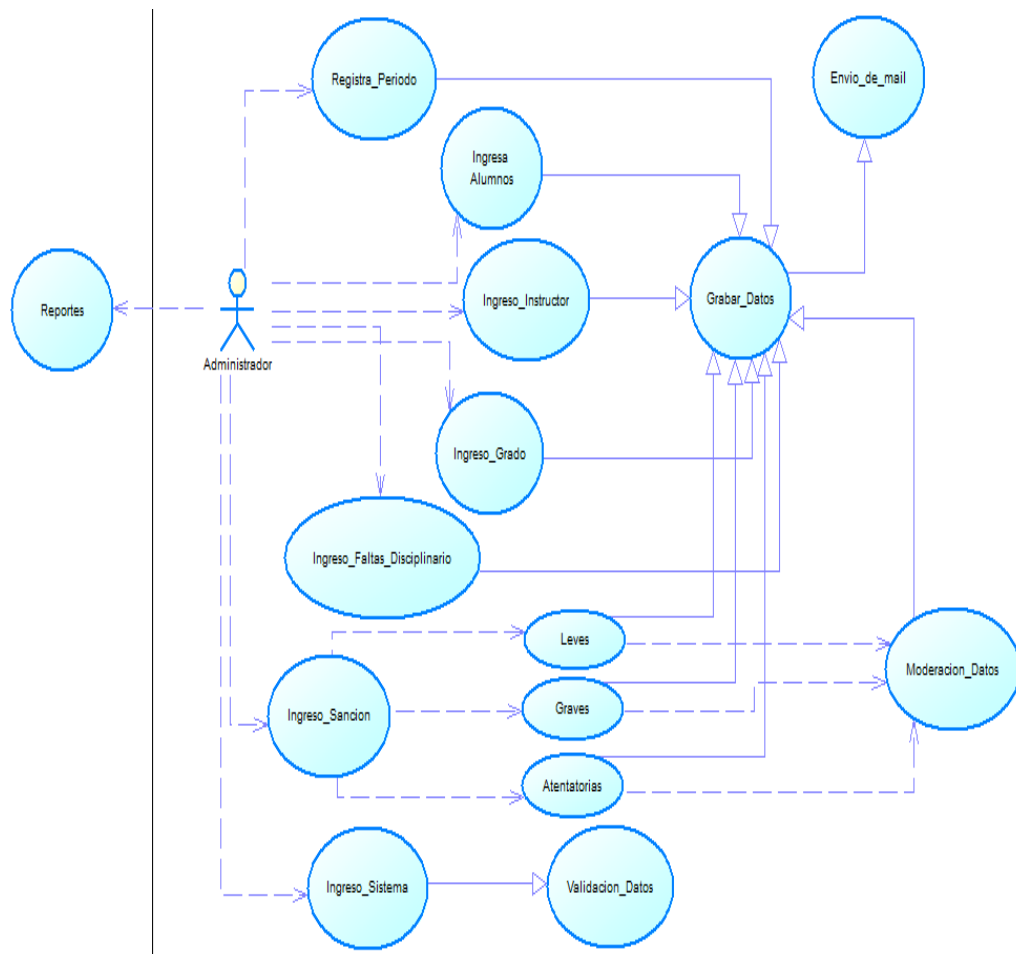 Registra_Periodo
Envio_de_mail
Ingresa
Alumnos
Reportes
Ingreso_Instructor
Grabar_Datos
Administrador
Ingreso_Grado
Ingreso_Faltas_Disciplinario
Leves
Moderacion_Datos
Ingreso_Sancion
Graves
Atentatorias
Ingreso_Sistema
Validacion_Datos